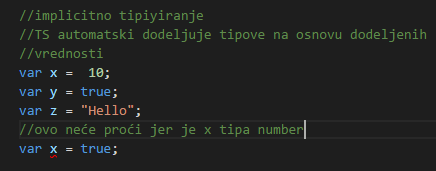 //implicitno tipiyiranje
//TS automatski dodeljuje tipove na osnovu dodeljenih
//vrednosti
var x =  10;
var y = true;
var z = "Hello";
//ovo neće proći jer je x tipa number
var x = true;